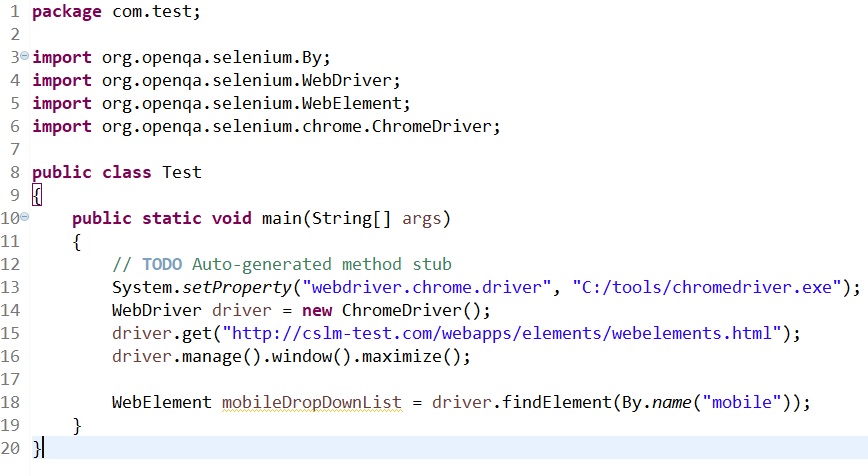 1 package com.test;
2
3 import org.openqa.selenium.By;
4 import org.openqa.selenium.WebDriver;
5 import org.openqa.selenium.WebElement;
6 import org.openqa.selenium.chrome.ChromeDriver;
7
8 public class Test
9 {
10     public static void main(String[] args)
11     {
12         // TODO Auto-generated method stub
13         System.setProperty("webdriver.chrome.driver", "C:/tools/chromedriver.exe");
14         WebDriver driver = new ChromeDriver();
15         driver.get("http://cslm-test.com/webapps/elements/webelements.html");
16         driver.manage().window().maximize();
17
18         WebElement mobileDropDownList = driver.findElement(By.name("mobile"));
19     }
20 }